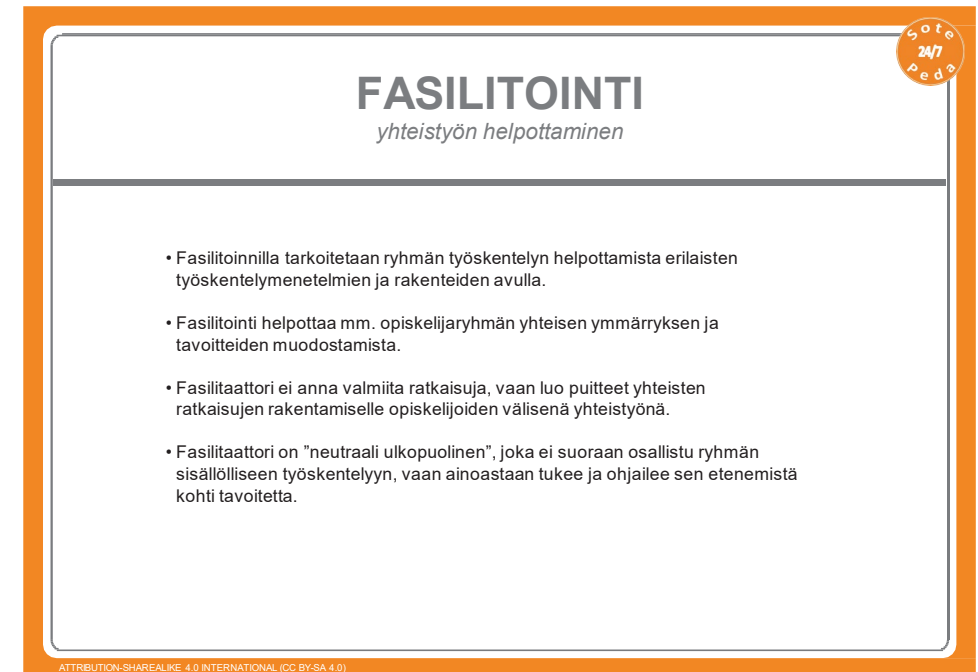 Sote
24/7
Peda
FASILITOINTI
yhteistyön helpottaminen
• Fasilitoinnilla tarkoitetaan ryhmän työskentelyn helpottamista erilaisten
työskentelymenetelmien ja rakenteiden avulla.
• Fasilitointi helpottaa mm. opiskelijaryhmän yhteisen ymmärryksen ja
tavoitteiden muodostamista.
• Fasilitaattori ei anna valmiita ratkaisuja, vaan luo puitteet yhteisten
ratkaisujen rakentamiselle opiskelijoiden välisenä yhteistyönä.
• Fasilitaattori on ”neutraali ulkopuolinen”, joka ei suoraan osallistu ryhmän
sisällölliseen työskentelyyn, vaan ainoastaan tukee ja ohjailee sen etenemistä
kohti tavoitetta.
ATTRIBUTION-SHAREALIKE 4.0 INTERNATIONAL (CC BY-SA 4.0)